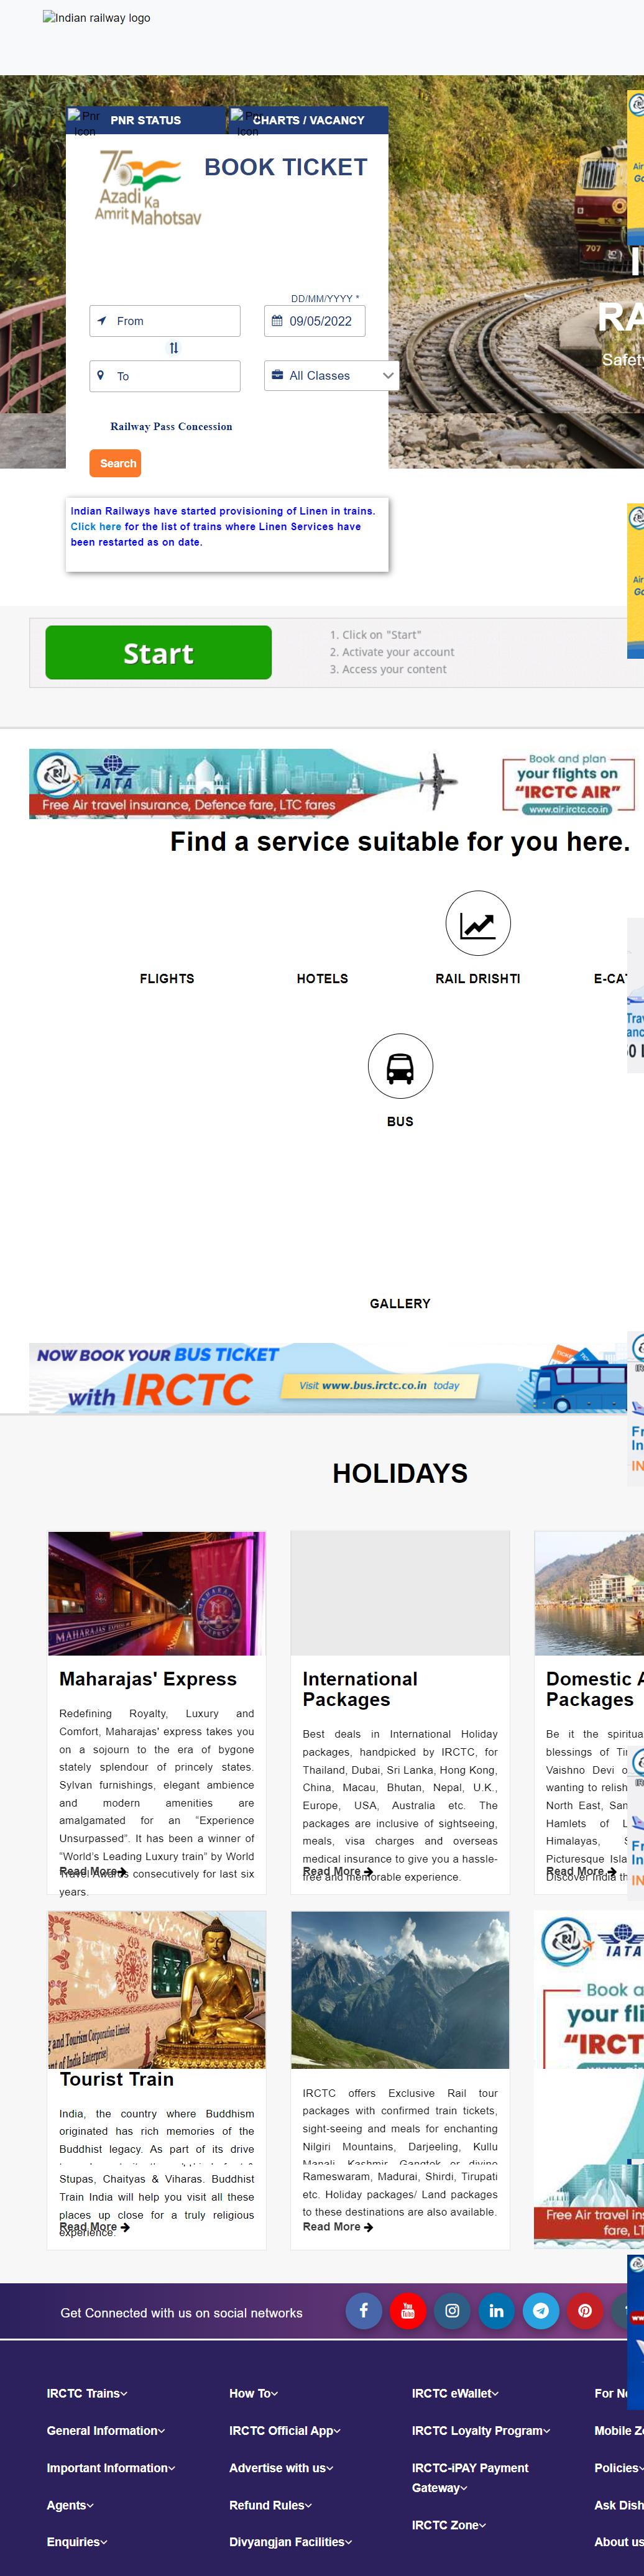 Indian railway logo
PNR STATUS
CHARTS / VACANCY
Pnr
Icon
Pnr
Icon
75
Azadi
Ka
Amrit Mahotsav
BOOK TICKET
DD/MM/YYYY *
From
09/05/2022
To
All Classes
Railway Pass Concession
Search
707
RA
Safety
Indian Railways have started provisioning of Linen in trains.
Click here for the list of trains where Linen Services have
been restarted as on date.
Start
1. Click on "Start"
2. Activate your account
3. Access your content
IATA
Free Air travel insurance, Defence fare, LTC fares
Book and plan
your flights on
"IRCTC AIR"
www.air.irctc.co.in
Find a service suitable for you here.
FLIGHTS
HOTELS
RAIL DRISHTI
E-CAT
BUS
GALLERY
NOW BOOK YOUR BUS TICKET
with IRCTC
Visit www.bus.irctc.co.in today
TICKET
HOLIDAYS
MAHARAJAS' EXPRESS
Maharajas' Express
Redefining Royalty, Luxury and
Comfort, Maharajas' express takes you
on a sojourn to the era of bygone
stately splendour of princely states.
Sylvan furnishings, elegant ambience
and modern amenities are
amalgamated for an "Experience
Unsurpassed". It has been a winner of
"World's Leading Luxury train" by World
Travel Awards consecutively for last six
years.
Read More
International
Packages
Best deals in International Holiday
packages, handpicked by IRCTC, for
Thailand, Dubai, Sri Lanka, Hong Kong,
China, Macau, Bhutan, Nepal, U.K.,
Europe, USA, Australia etc. The
packages are inclusive of sightseeing,
meals, visa charges and overseas
medical insurance to give you a hassle-
free and memorable experience.
Read More
Domestic A
Packages
Be it the spiritua
blessings of Tir
Vaishno Devi o
wanting to relish
North East, San
Hamlets of L
Himalayas, S
Picturesque Isla
Discover India th
Read More
Tourist Train
India, the country where Buddhism
originated has rich memories of the
Buddhist legacy. As part of its drive
Stupas, Chaityas & Viharas. Buddhist
Train India will help you visit all these
places up close for a truly religious
experience.
Read More
IRCTC offers Exclusive Rail tour
packages with confirmed train tickets,
sight-seeing and meals for enchanting
Nilgiri Mountains, Darjeeling, Kullu
Manali, Kashmir, Gangtok or divine
Rameswaram, Madurai, Shirdi, Tirupati
etc. Holiday packages/ Land packages
to these destinations are also available.
Read More
IATA
Book a
your fli
"IRCT
Free Air travel ins
fare, LT
Get Connected with us on social networks
IRCTC Trains
How To
IRCTC eWallet
For Ne
General Information
IRCTC Official App
IRCTC Loyalty Program
Mobile Zo
Important Information
Advertise with us
IRCTC-iPAY Payment
Gateway
Policies
Agents
Refund Rules
IRCTC Zone
Ask Dish
Enquiries
Divyangjan Facilities
About us